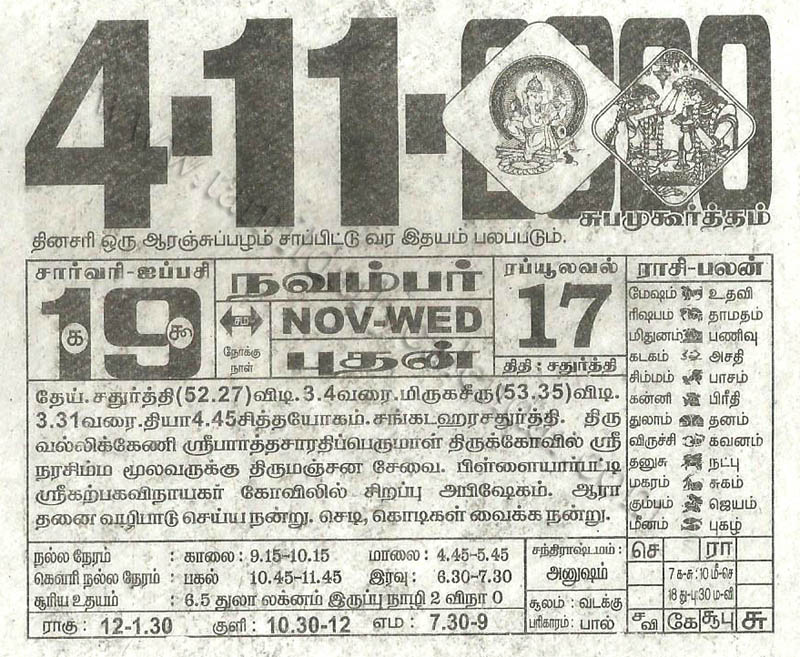 4-11-2020
சுபமுகூர்த்தம்
தினசரி ஒரு ஆரஞ்சுப்பழம் சாப்பிட்டு வர இதயம் பலபபடும்.
சார்வரி-ஐப்பசி
19
க
கூ
நவம்பர்
சம
நோக்கு
நாள்
NOV-WED
புதன்
ரப்யூலவல்
17
திதி : சதுர்த்தி
தேய். சதுர்த்தி(52.27)விடி. 3.4வரை.மிருகசீரு(53.35)விடி.
3.31வரை.தியா4.45சித்தயோகம். சங்கடஹரசதுர்த்தி. திரு
வல்லிக்கேணி ஸ்ரீபார்த்தசாரதிப்பெருமாள் திருக்கோவில் ஸ்ரீ
நரசிம்ம மூலவருக்கு திருமஞ்சன சேவை. பிள்ளையார்பட்டி
ஸ்ரீகற்பகவிநாயகர் கோவிலில் சிறப்பு அபிஷேகம். ஆரா
தனை வழிபாடு செய்ய நன்று. செடி, கொடிகள் வைக்க நன்று.
ராசி-பலன்
மேஷம் உதவி
ரிஷபம் தாமதம்
மிதுனம் பணிவு
கடகம் அசதி
சிம்மம் பாசம்
கன்னி பிரீதி
துலாம் தனம்
விருச்சி கவனம்
தனுசு நட்பு
மகரம் சுகம்
கும்பம் ஜெயம்
மீனம் புகழ்
நல்ல நேரம் : காலை: 9.15-10.15 மாலை: 4.45-5.45
கௌரி நல்ல நேரம் : பகல் 10.45-11.45 இரவு: 6.30-7.30
சூரிய உதயம் : 6.5 துலா லக்னம் இருப்பு நாழி 2 விநா 0
ராகு: 12-1.30 குளி: 10.30-12 எம: 7.30-9
சந்திராஷ்டமம்:
அனுஷம்
சூலம் : வடக்கு
பரிகாரம் : பால்
செ ரா
7 க-சு 10 மீ-செ
18 து-பு 30 ம-வி
ச வி கே சூ பு சு